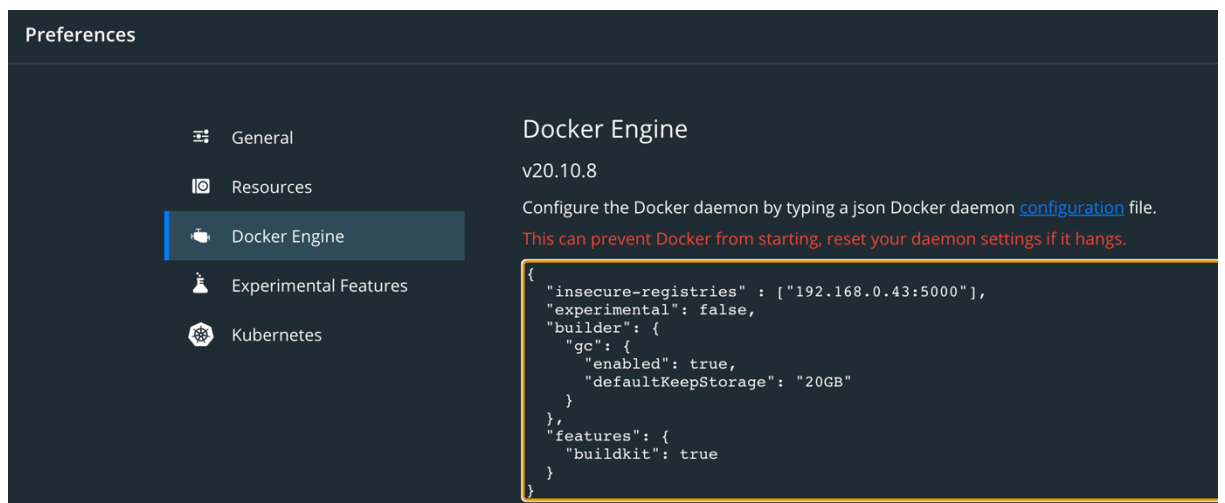 Preferences
General
Resources
Docker Engine
Experimental Features
Kubernetes
Docker Engine
v20.10.8
Configure the Docker daemon by typing a json Docker daemon configuration file.
This can prevent Docker from starting, reset your daemon settings if it hangs.
{
  "insecure-registries" : ["192.168.0.43:5000"],
  "experimental": false,
  "builder": {
    "gc": {
      "enabled": true,
      "defaultKeepStorage": "20GB"
    }
  },
  "features": {
    "buildkit": true
  }
}